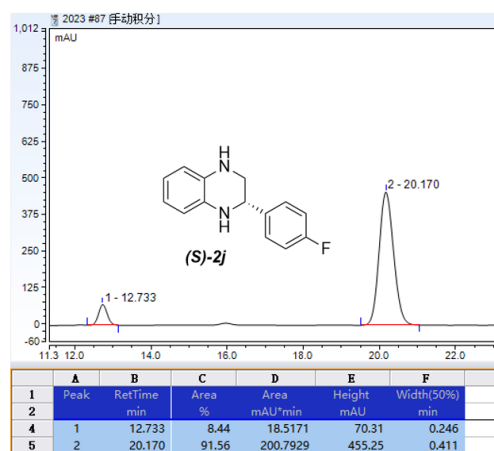 2023 #87 [手动积分]
1,012
mAU
875
750
625
500
375
250
125
0
-60
1 - 12.733
2 - 20.170
H
N
N
H
F
(S)-2j
11.3 12.0 14.0 16.0 18.0 20.0 22.0
A B C D E F
1 Peak RetTime Area Area Height Width(50%)
2 min % mAU*min mAU min
4 1 12.733 8.44 18.5171 70.31 0.246
5 2 20.170 91.56 200.7929 455.25 0.411